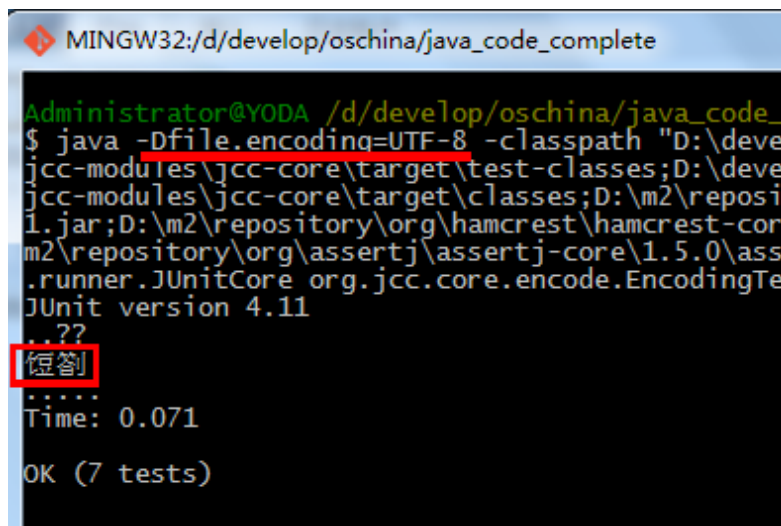 MINGW32:/d/develop/oschina/java_code_complete
Administrator@YODA /d/develop/oschina/java_code_
$ java -Dfile.encoding=UTF-8 -classpath "D:\deve
jcc-modules\jcc-core\target\test-classes;D:\deve
jcc-modules\jcc-core\target\classes;D:\m2\reposi
1.jar;D:\m2\repository\org\hamcrest\hamcrest-cor
m2\repository\org\assertj\assertj-core\1.5.0\ass
.runner.JUnitCore org.jcc.core.encode.EncodingTe
JUnit version 4.11
..??
馁劄
.....
Time: 0.071
OK (7 tests)